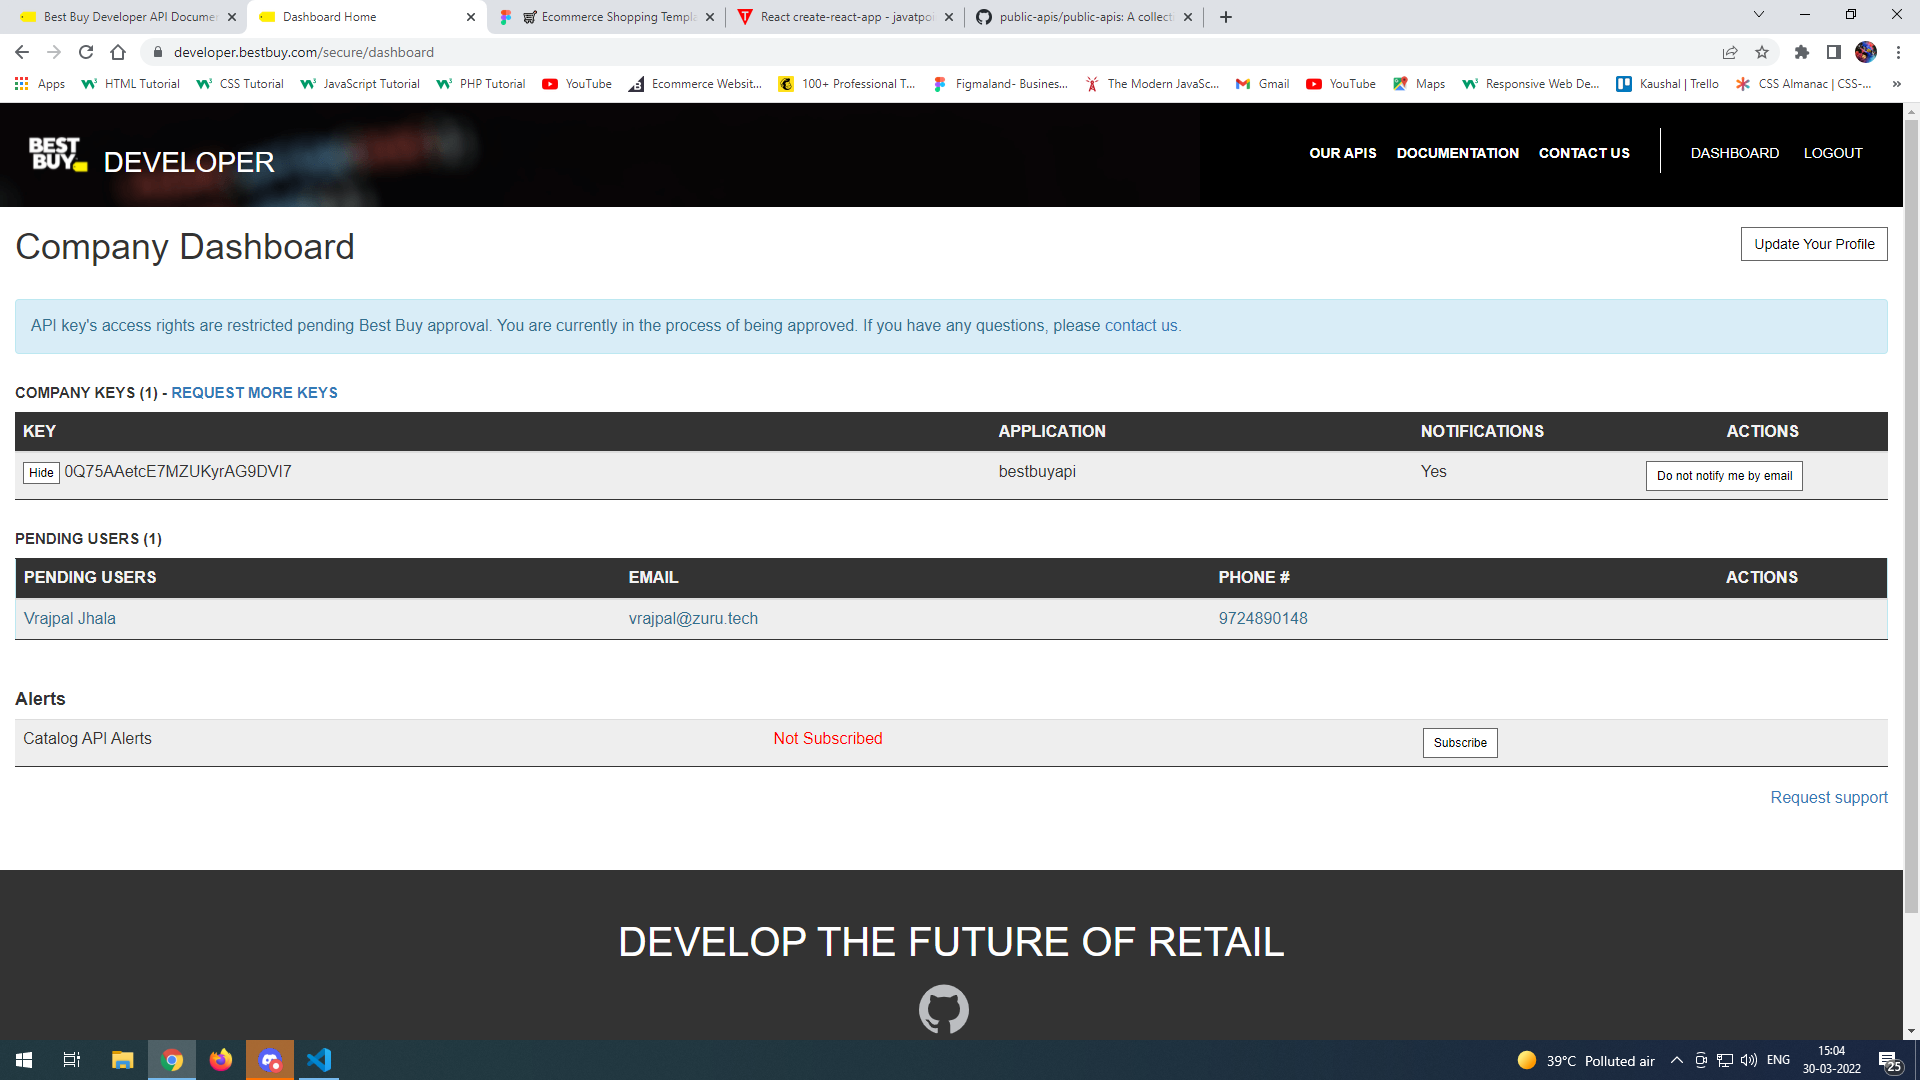 Best Buy Developer API Documen
Dashboard Home
Ecommerce Shopping Templa
React create-react-app - javatpoi
public-apis/public-apis: A collect
developer.bestbuy.com/secure/dashboard
Apps
HTML Tutorial
CSS Tutorial
JavaScript Tutorial
PHP Tutorial
YouTube
Ecommerce Websit...
100+ Professional T...
Figmaland- Busines...
The Modern JavaSc...
Gmail
YouTube
Maps
Responsive Web De...
Kaushal | Trello
CSS Almanac | CSS-...
BEST
BUY
DEVELOPER
OUR APIS
DOCUMENTATION
CONTACT US
DASHBOARD
LOGOUT
Company Dashboard
Update Your Profile
API key's access rights are restricted pending Best Buy approval. You are currently in the process of being approved. If you have any questions, please contact us.
COMPANY KEYS (1) - REQUEST MORE KEYS
KEY APPLICATION NOTIFICATIONS ACTIONS
Hide 0Q75AAetcE7MZUKyrAG9DVI7 bestbuyapi Yes Do not notify me by email
PENDING USERS (1)
PENDING USERS EMAIL PHONE # ACTIONS
Vrajpal Jhala vrajpal@zuru.tech 9724890148
Alerts
Catalog API Alerts Not Subscribed Subscribe
Request support
DEVELOP THE FUTURE OF RETAIL
39°C Polluted air
ENG
15:04
30-03-2022
25